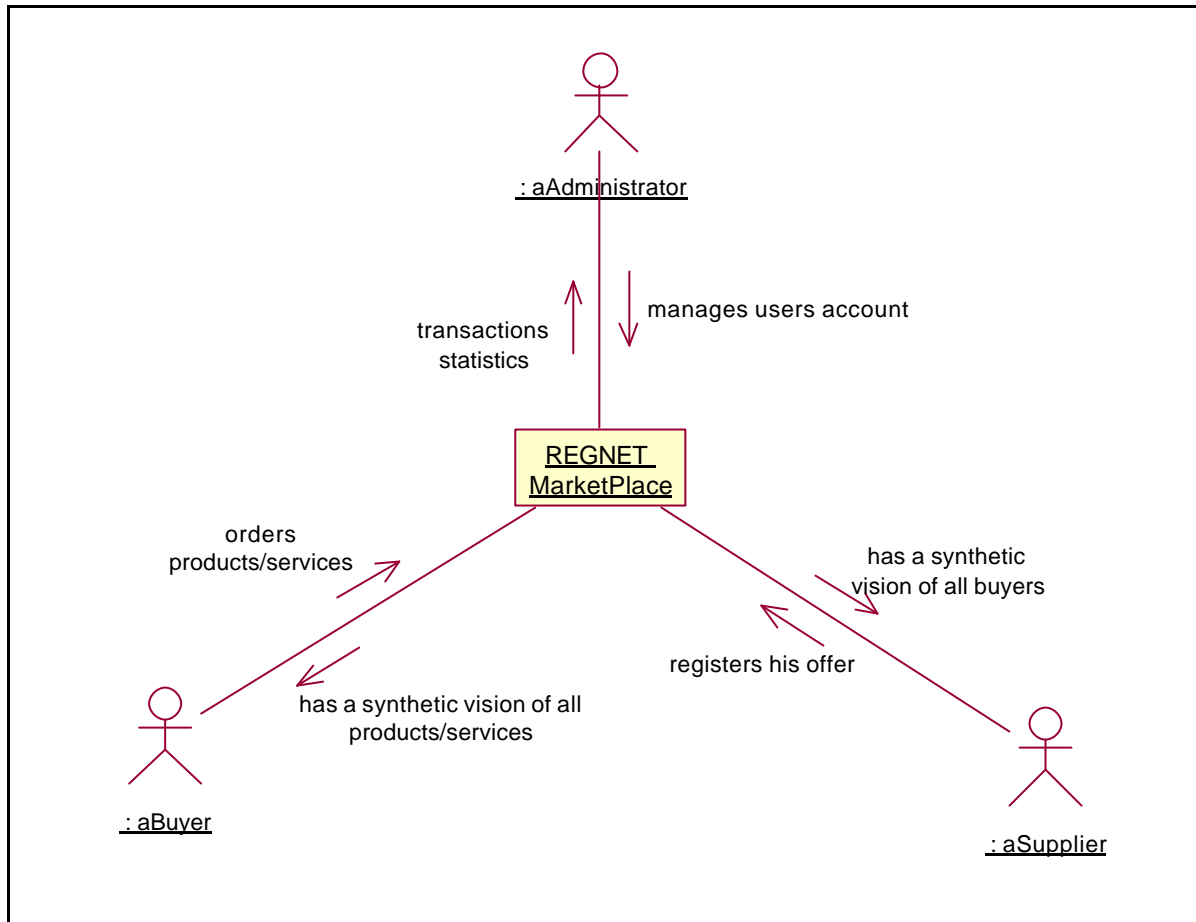 : aAdministrator
manages users account
transactions
statistics
REGNET
MarketPlace
orders
products/services
has a synthetic
vision of all buyers
registers his offer
has a synthetic vision of all
products/services
: aBuyer
: aSupplier